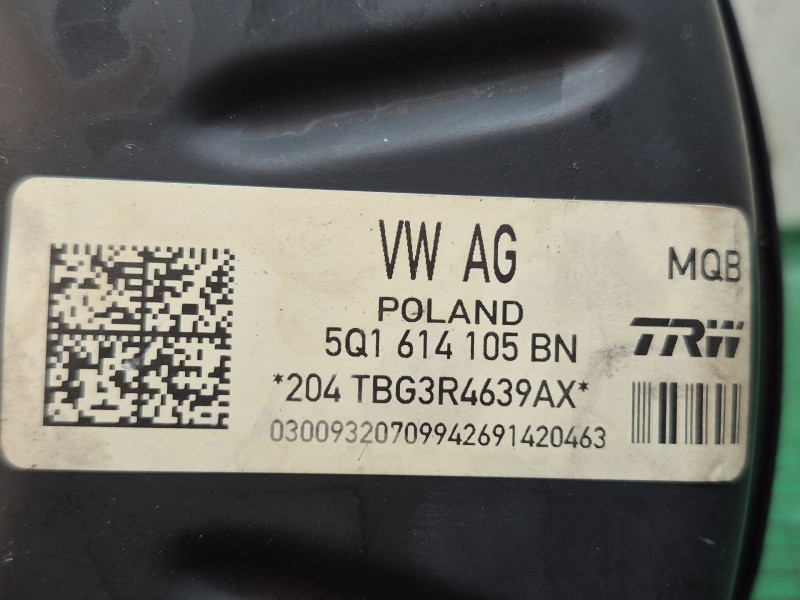 VW AG
MQB
POLAND
5Q1 614 105 BN
TRW
*204 TBG3R4639AX*
03009320709942691420463